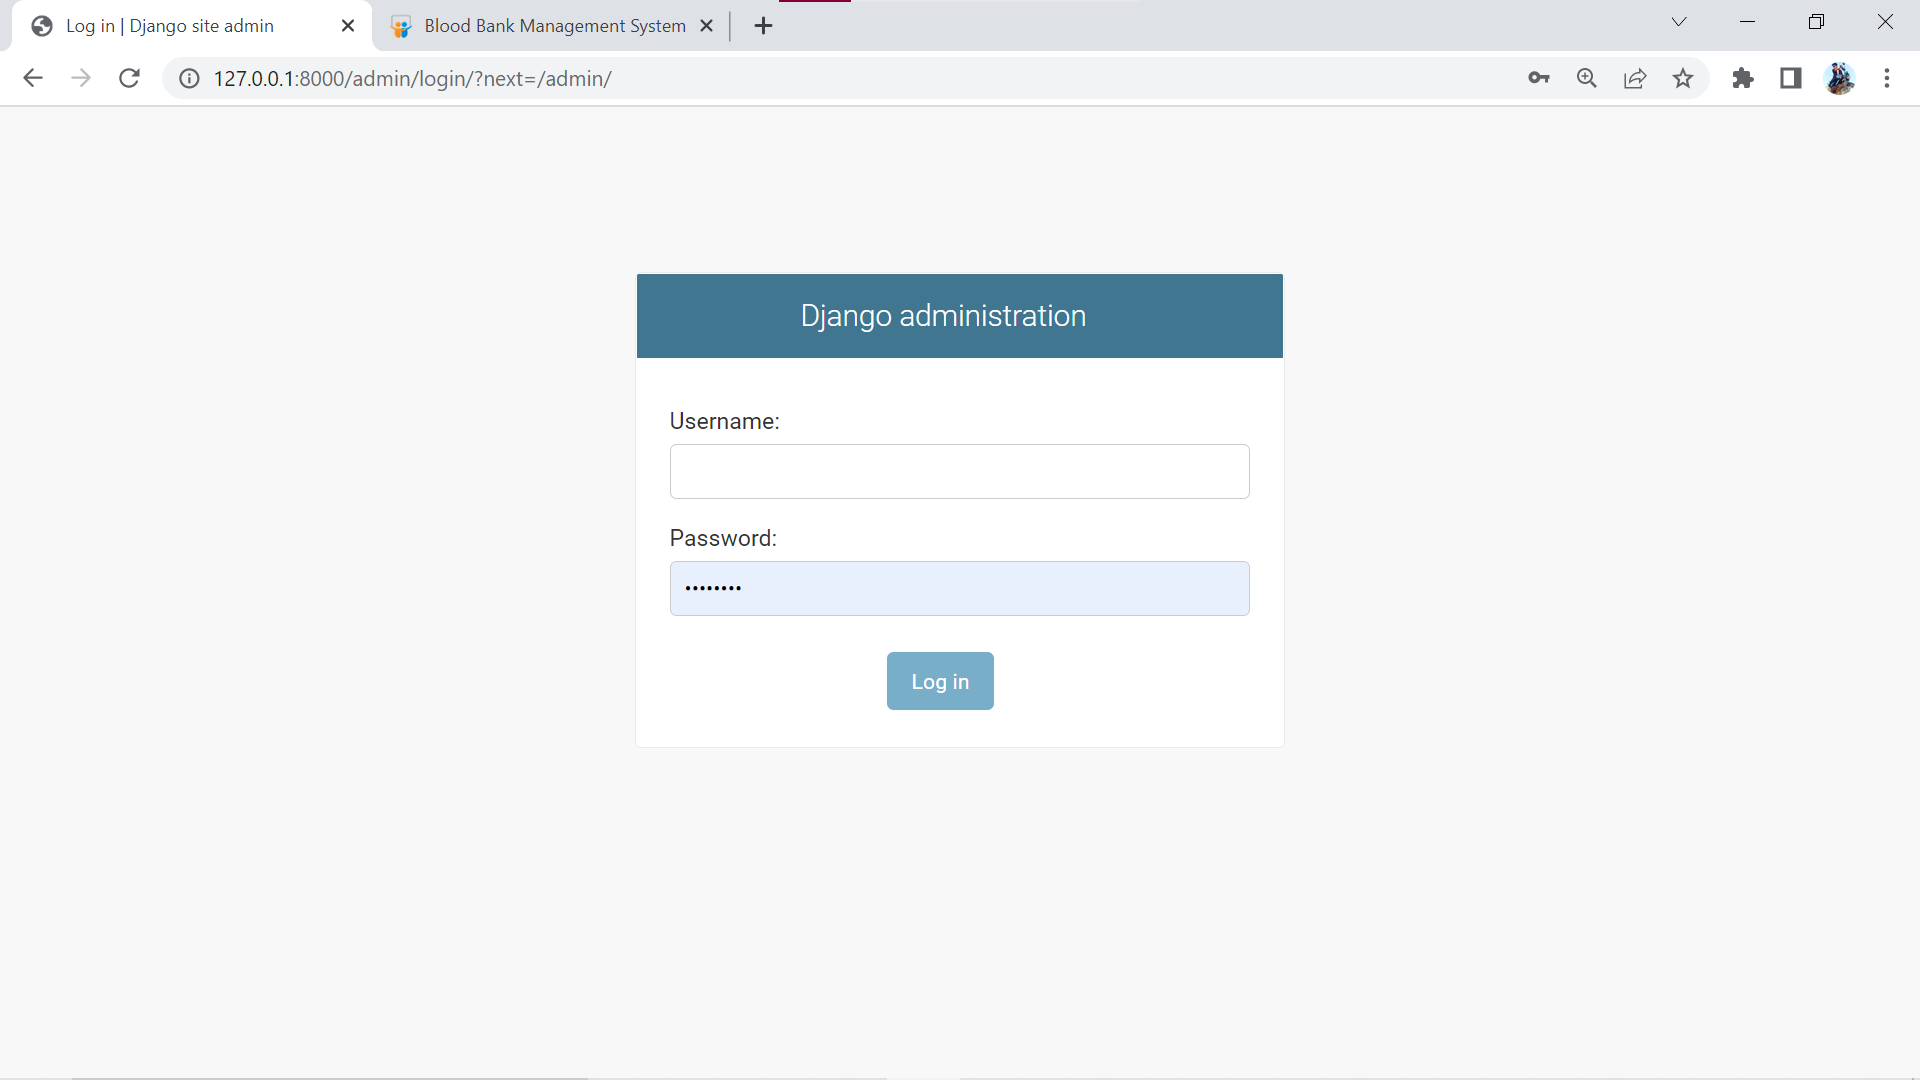 Log in | Django site admin
Blood Bank Management System
127.0.0.1:8000/admin/login/?next=/admin/
Django administration
Username:
Password:
••••••••
Log in